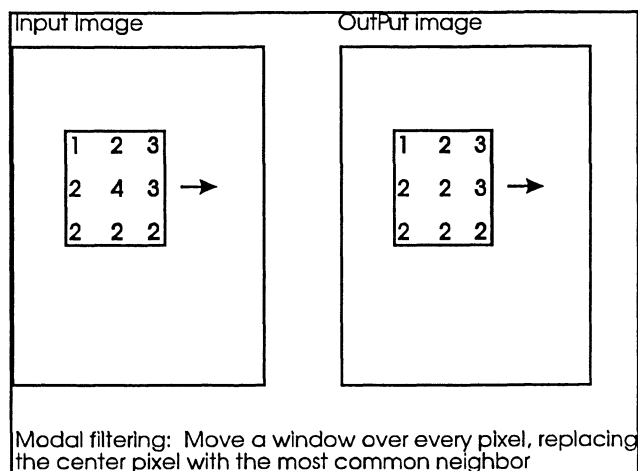 Input Image OutPut image
1 2 3 1 2 3
2 4 3 2 2 3
2 2 2 2 2 2
Modal filtering: Move a window over every pixel, replacing
the center pixel with the most common neighbor